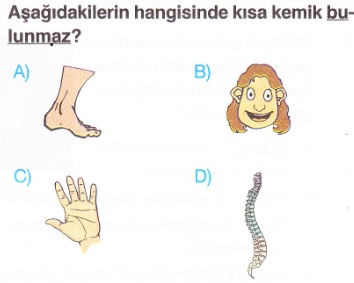 Aşağıdakilerin hangisinde kısa kemik bu-
lunmaz?
A)
B)
C)
D)